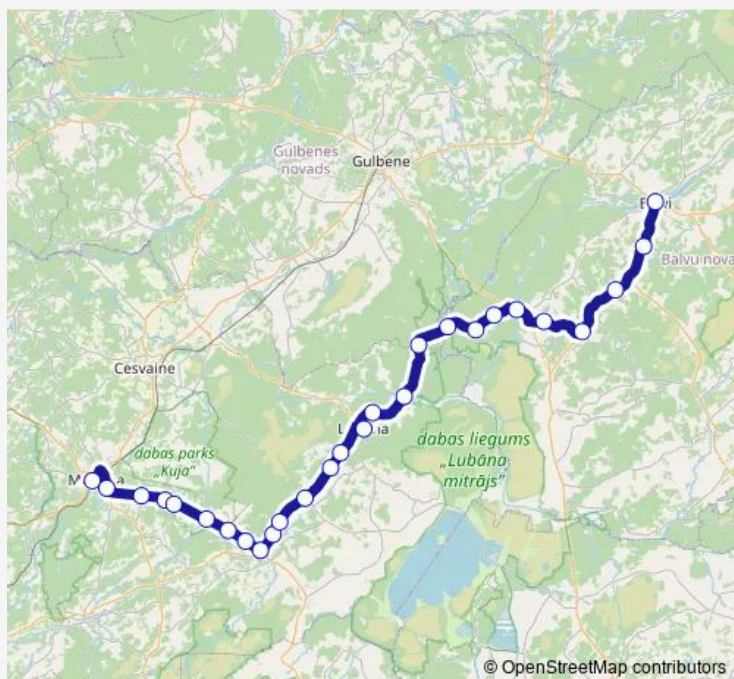 Gulbene
Gulbenes
novads
Balvu nova
Cesvaine
dabas parks
„Kuja”
dabas liegums
„Lubāna
mitrājs”
© OpenStreetMap contributors